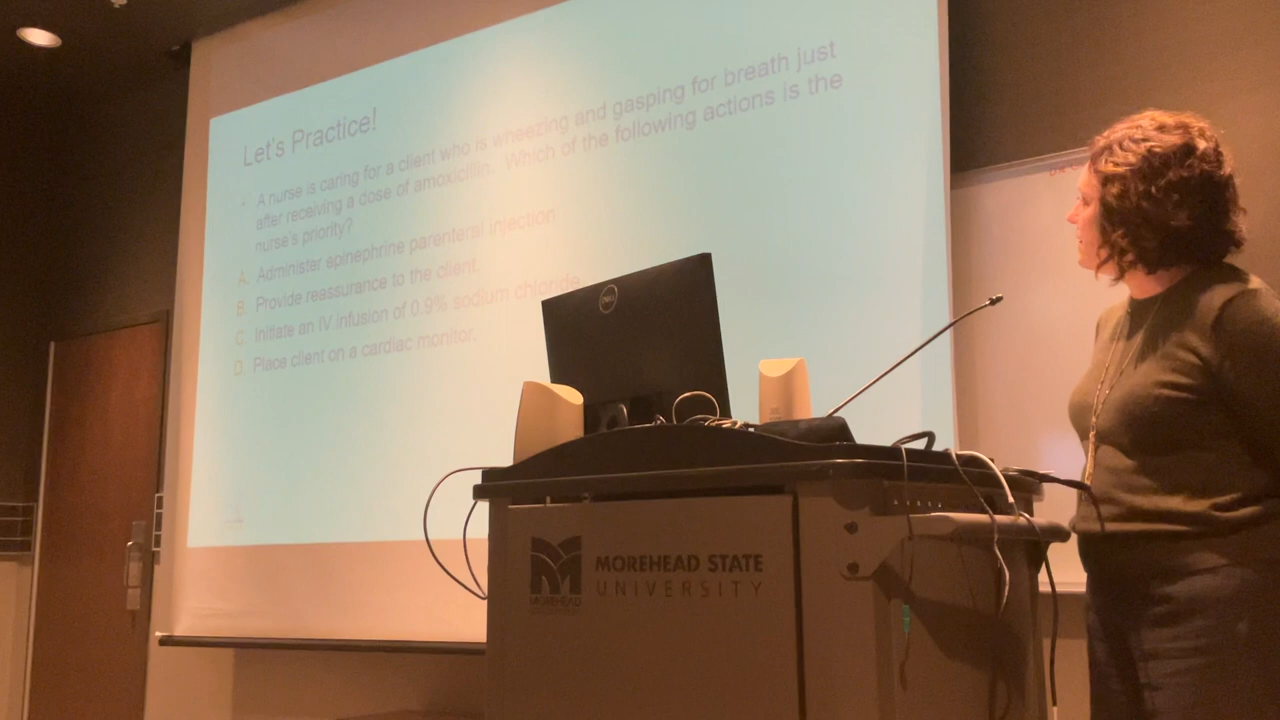 Let's Practice!
• A nurse is caring for a client who is wheezing and gasping for breath just
after receiving a dose of amoxicillin. Which of the following actions is the
nurse's priority?
A. Administer epinephrine parenteral injection
B. Provide reassurance to the client.
C. Initiate an IV infusion of 0.9% sodium chloride
D. Place client on a cardiac monitor.
DELL
MOREHEAD STATE
UNIVERSITY
MOREHEAD